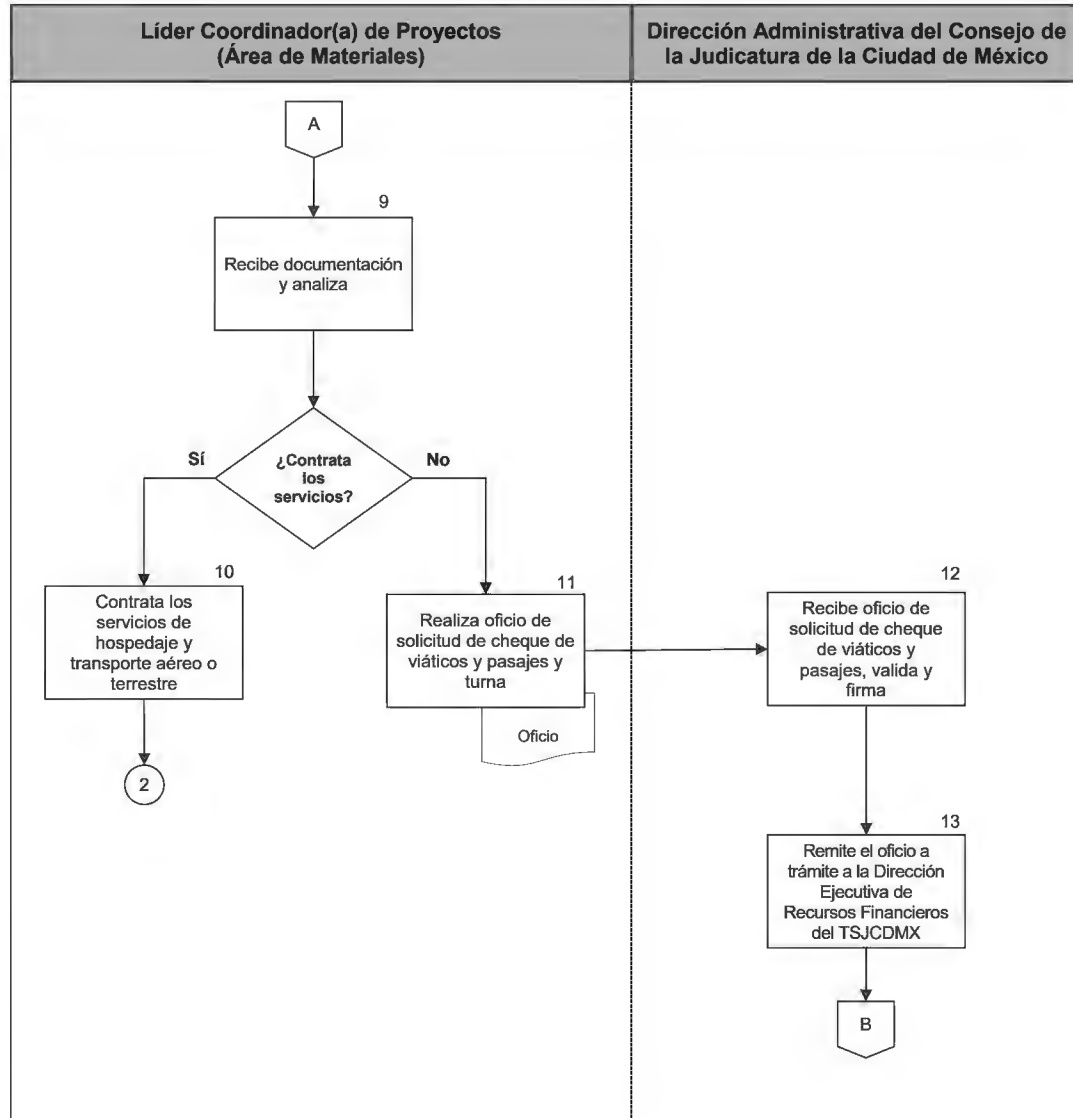 Líder Coordinador(a) de Proyectos
(Área de Materiales)
Dirección Administrativa del Consejo de
la Judicatura de la Ciudad de México
A
9
Recibe documentación
y analiza
Sí
¿Contrata
los
servicios?
No
10
Contrata los
servicios de
hospedaje y
transporte aéreo o
terrestre
2
11
Realiza oficio de
solicitud de cheque de
viáticos y pasajes y
turna
Oficio
12
Recibe oficio de
solicitud de cheque
de viáticos y
pasajes, valida y
firma
13
Remite el oficio a
trámite a la Dirección
Ejecutiva de
Recursos Financieros
del TSJCDMX
B